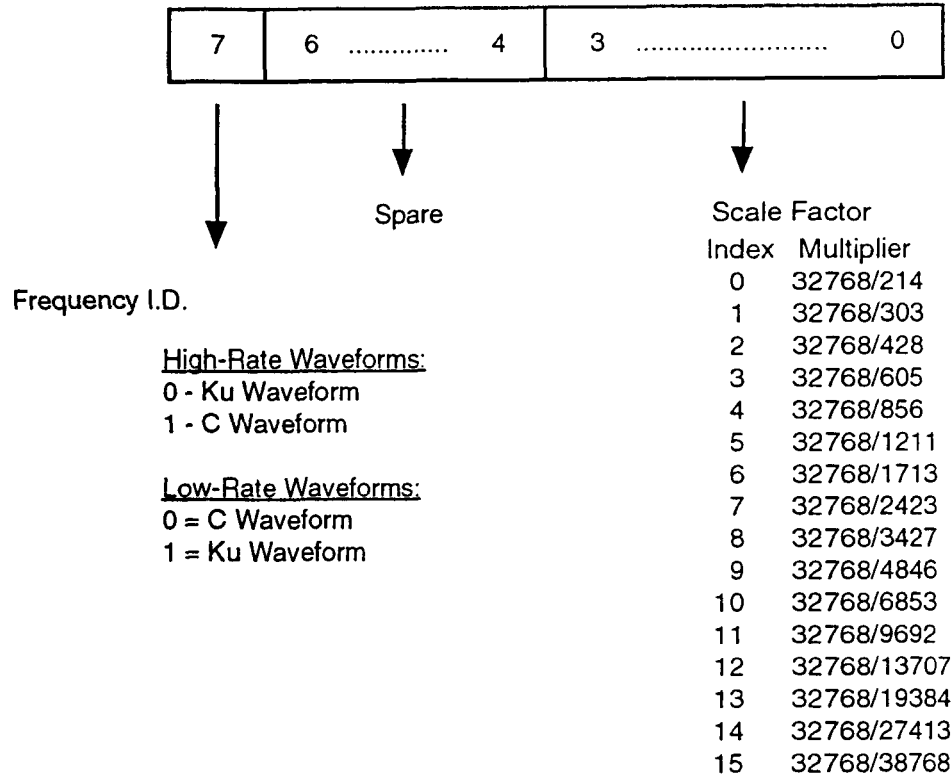 7 6 ............. 4 3 ........................ 0
Spare
Frequency I.D.
High-Rate Waveforms:
0 - Ku Waveform
1 - C Waveform
Low-Rate Waveforms:
0 = C Waveform
1 = Ku Waveform
Scale Factor
Index Multiplier
0 32768/214
1 32768/303
2 32768/428
3 32768/605
4 32768/856
5 32768/1211
6 32768/1713
7 32768/2423
8 32768/3427
9 32768/4846
10 32768/6853
11 32768/9692
12 32768/13707
13 32768/19384
14 32768/27413
15 32768/38768